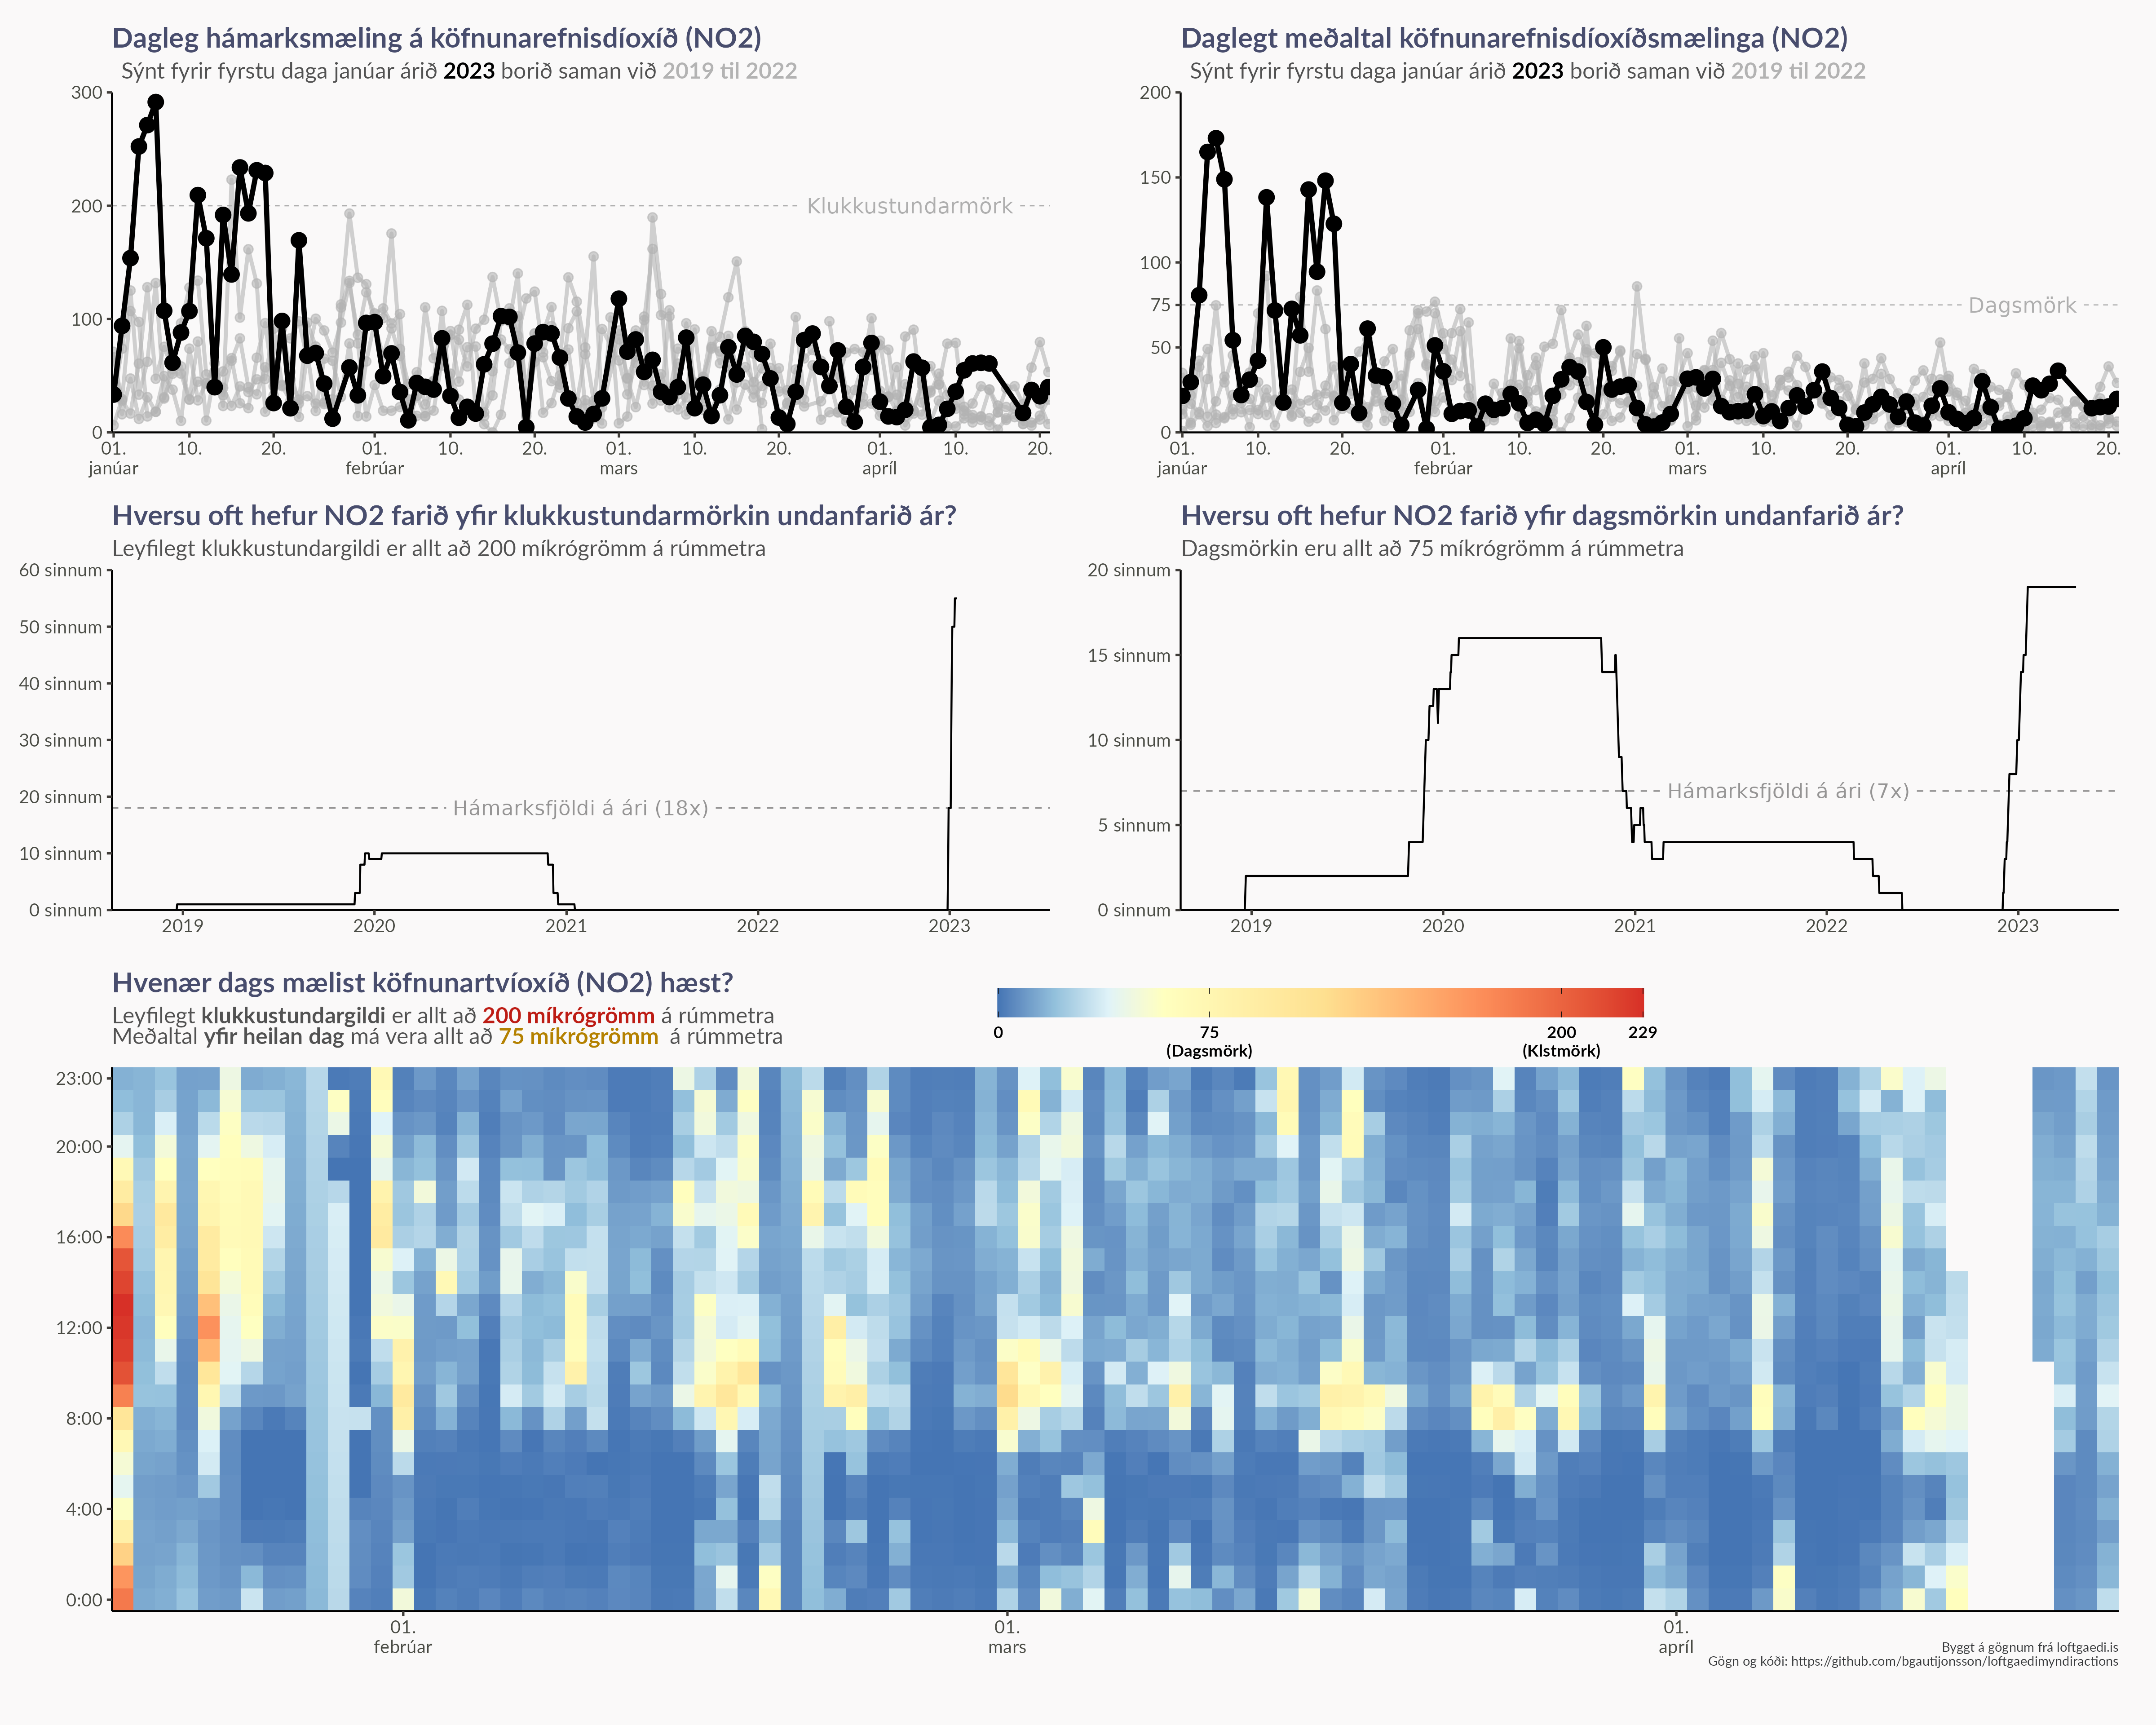 Dagleg hámarksmæling á köfnunarefnisdíoxíð (NO2)
Sýnt fyrir fyrstu daga janúar árið 2023 borið saman við 2019 til 2022
300
200
100
0
Klukkustundarmörk
01. 10. 20. 01. 10. 20. 01. 10. 20. 01. 10. 20.
janúar febrúar mars apríl
Daglegt meðaltal köfnunarefnisdíoxíðsmælinga (NO2)
Sýnt fyrir fyrstu daga janúar árið 2023 borið saman við 2019 til 2022
200
150
100
75
50
0
Dagsmörk
01. 10. 20. 01. 10. 20. 01. 10. 20. 01. 10. 20.
janúar febrúar mars apríl
Hversu oft hefur NO2 farið yfir klukkustundarmörkin undanfarið ár?
Leyfilegt klukkustundargildi er allt að 200 míkrógrömm á rúmmetra
60 sinnum
50 sinnum
40 sinnum
30 sinnum
20 sinnum
Hámarksfjöldi á ári (18x)
10 sinnum
0 sinnum
2019 2020 2021 2022 2023
Hversu oft hefur NO2 farið yfir dagsmörkin undanfarið ár?
Dagsmörkin eru allt að 75 míkrógrömm á rúmmetra
20 sinnum
15 sinnum
10 sinnum
Hámarksfjöldi á ári (7x)
5 sinnum
0 sinnum
2019 2020 2021 2022 2023
Hvenær dags mælist köfnunartvíoxíð (NO2) hæst?
Leyfilegt klukkustundargildi er allt að 200 míkrógrömm á rúmmetra
Meðaltal yfir heilan dag má vera allt að 75 míkrógrömm á rúmmetra
0 75 200 229
(Dagsmörk) (Klstmörk)
23:00
20:00
16:00
12:00
8:00
4:00
0:00
01. 01. 01.
febrúar mars apríl
Byggt á gögnum frá loftgaedi.is
Gögn og kóði: https://github.com/bgautijonsson/loftgaedimyndiractions